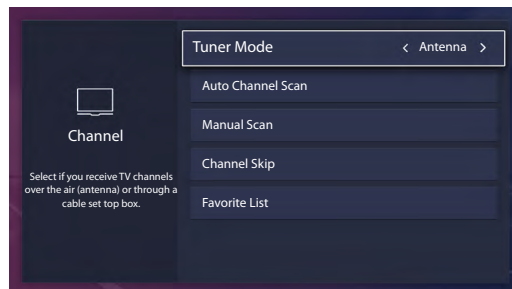 Channel
Select if you receive TV channels
over the air (antenna) or through a
cable set top box.
Tuner Mode
< Antenna >
Auto Channel Scan
Manual Scan
Channel Skip
Favorite List